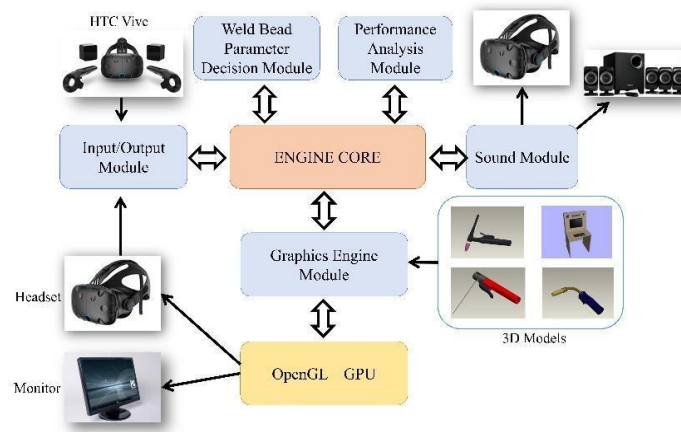 HTC Vive
Weld Bead
Parameter
Decision Module
Performance
Analysis
Module
Input/Output
Module
ENGINE CORE
Sound Module
Graphics Engine
Module
Headset
3D Models
Monitor
OpenGL GPU